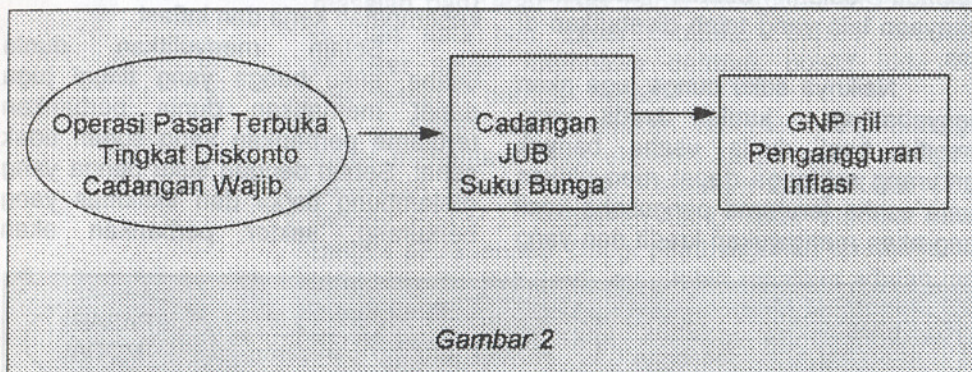 Operasi Pasar Terbuka
Tingkat Diskonto
Cadangan Wajib
Cadangan
JUB
Suku Bunga
GNP riil
Pengangguran
Inflasi
Gambar 2